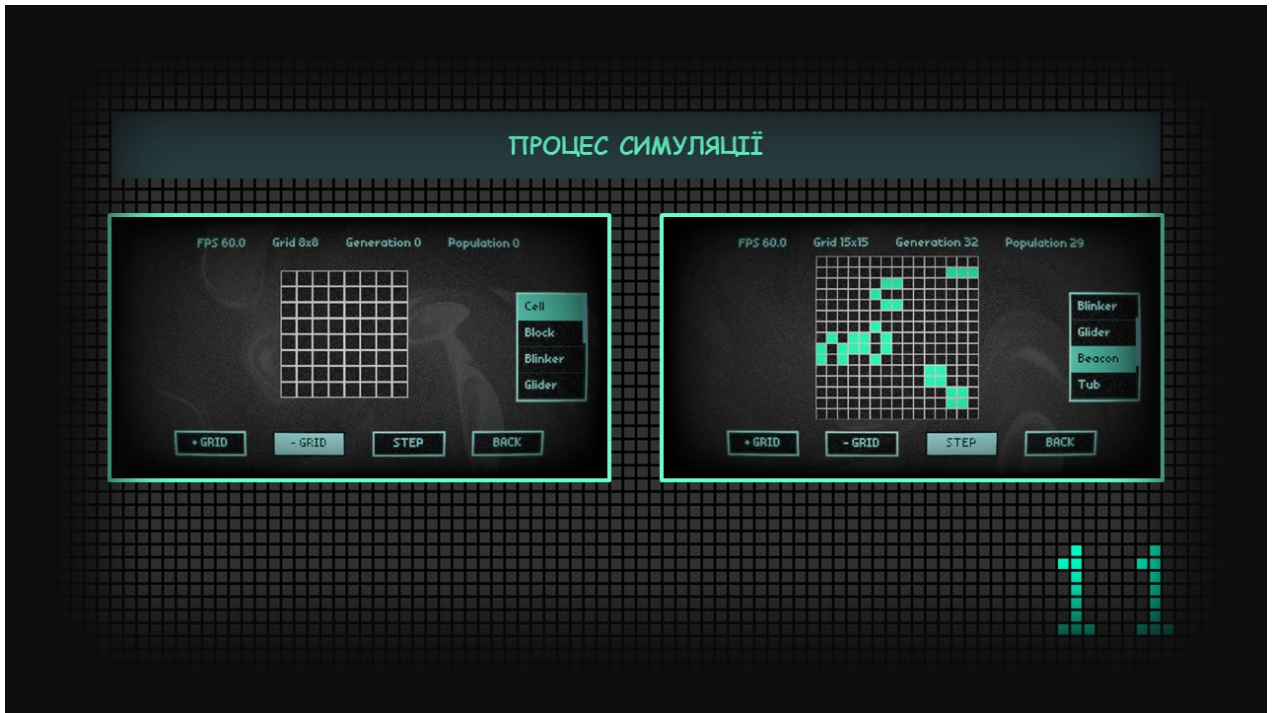 ПРОЦЕС СИМУЛЯЦІЇ
FPS 60.0 Grid 8x8 Generation 0 Population 0
Cell
Block
Blinker
Glider
+ GRID - GRID STEP BACK
FPS 60.0 Grid 15x15 Generation 32 Population 29
Blinker
Glider
Beacon
Tub
+ GRID - GRID STEP BACK
11